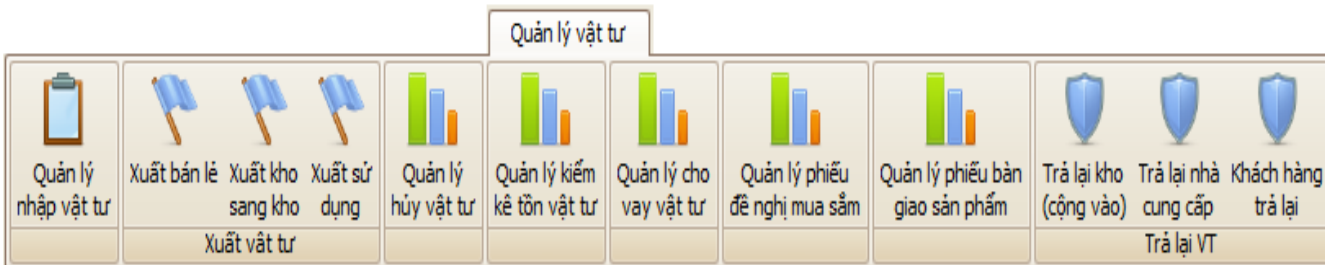 Quản lý vật tư
Quản lý
nhập vật tư
Xuất bán lẻ
Xuất kho
sang kho
Xuất sử
dụng
Xuất vật tư
Quản lý
hủy vật tư
Quản lý kiểm
kê tồn vật tư
Quản lý cho
vay vật tư
Quản lý phiếu
đề nghị mua sắm
Quản lý phiếu bàn
giao sản phẩm
Trả lại kho
(cộng vào)
Trả lại nhà
cung cấp
Khách hàng
trả lại
Trả lại VT